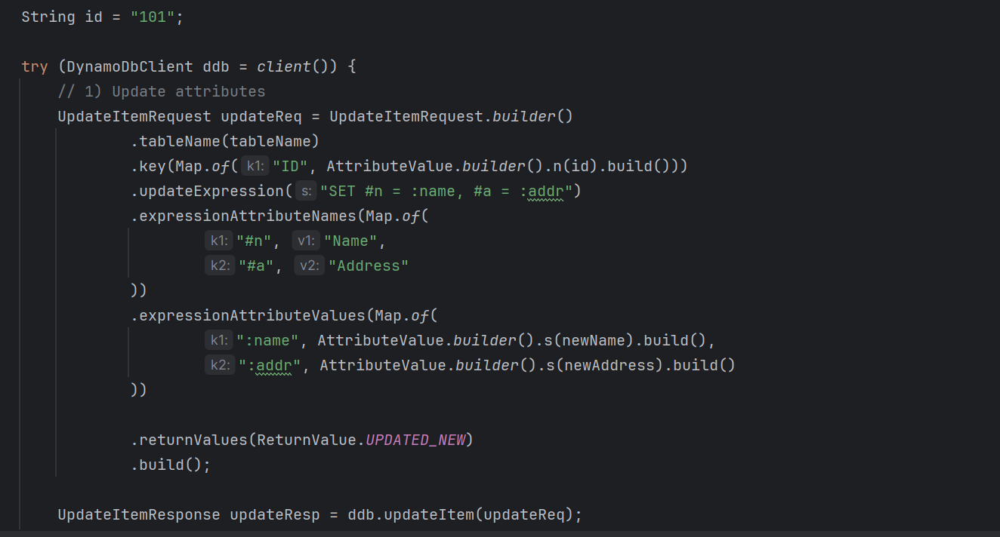 String id = "101";
try (DynamoDbClient ddb = client()) {
// 1) Update attributes
UpdateItemRequest updateReq = UpdateItemRequest.builder()
.tableName(tableName)
.key(Map.of( k1: "ID", AttributeValue.builder().n(id).build()))
.updateExpression( s: "SET #n = :name, #a = :addr")
.expressionAttributeNames(Map.of(
k1: "#n", v1: "Name",
k2: "#a", v2: "Address"
))
.expressionAttributeValues(Map.of(
k1: ":name", AttributeValue.builder().s(newName).build(),
k2: ":addr", AttributeValue.builder().s(newAddress).build()
))
.returnValues(ReturnValue.UPDATED_NEW)
.build();
UpdateItemResponse updateResp = ddb.updateItem(updateReq);